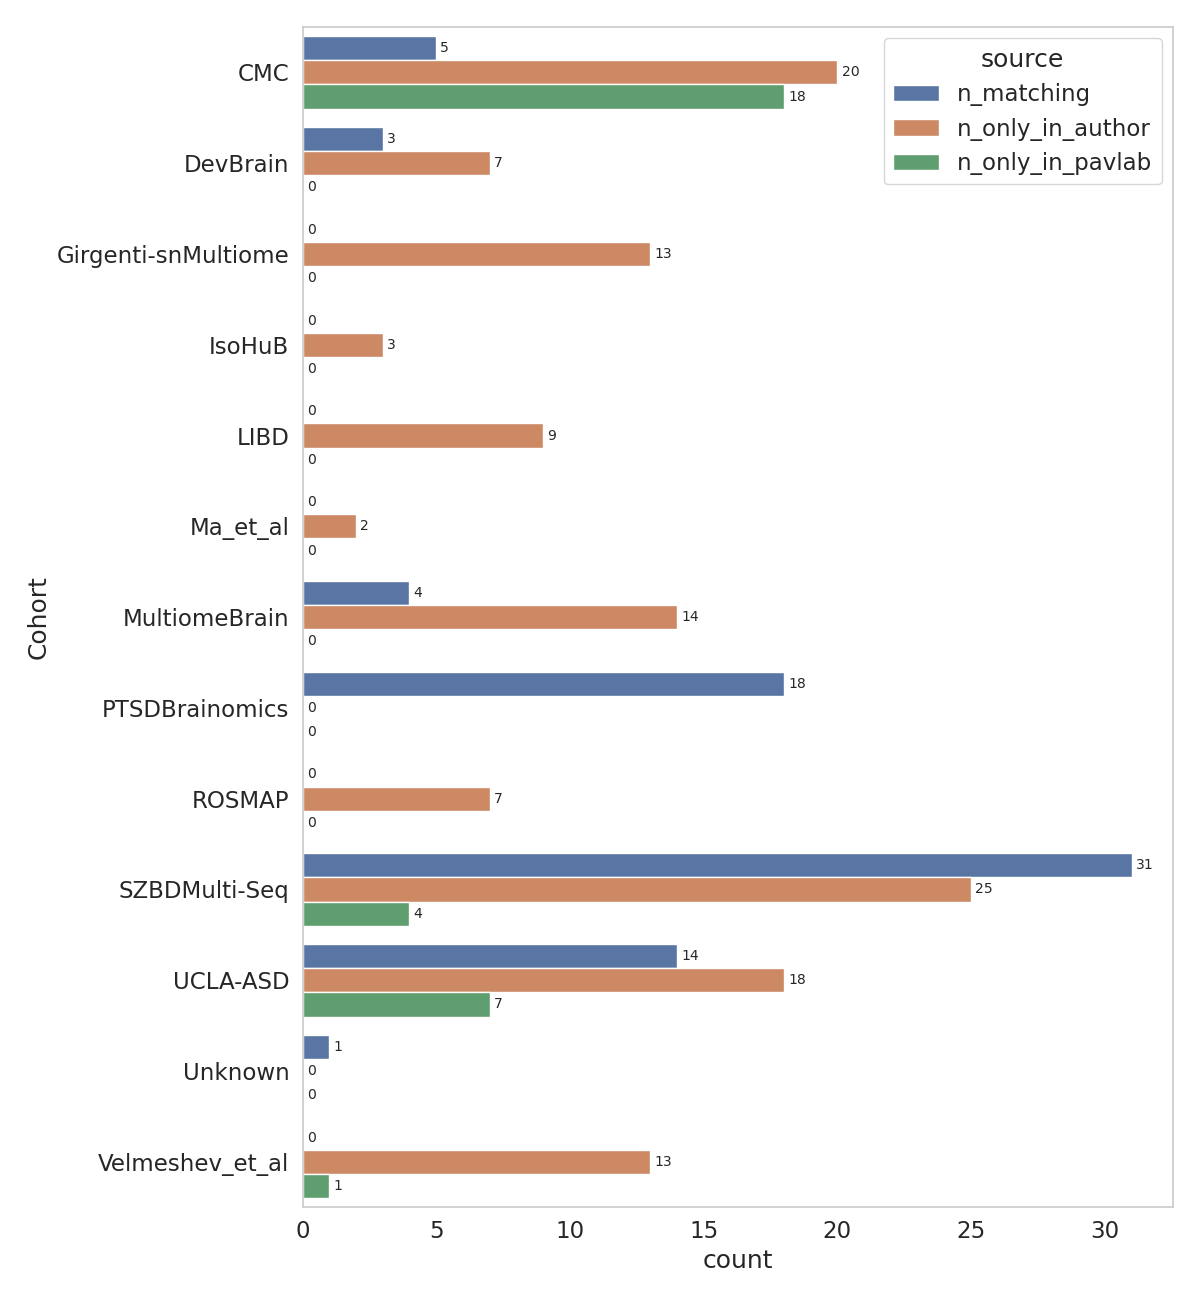 source
n_matching
n_only_in_author
n_only_in_pavlab
Cohort
CMC
5
20
18
DevBrain
3
7
0
Girgenti-snMultiome
0
13
0
IsoHuB
0
3
0
LIBD
0
9
0
Ma_et_al
0
2
0
MultiomeBrain
4
14
0
PTSDBrainomics
18
0
0
ROSMAP
0
7
0
SZBDMulti-Seq
31
25
4
UCLA-ASD
14
18
7
Unknown
1
0
0
Velmeshev_et_al
0
13
1
0 5 10 15 20 25 30
count